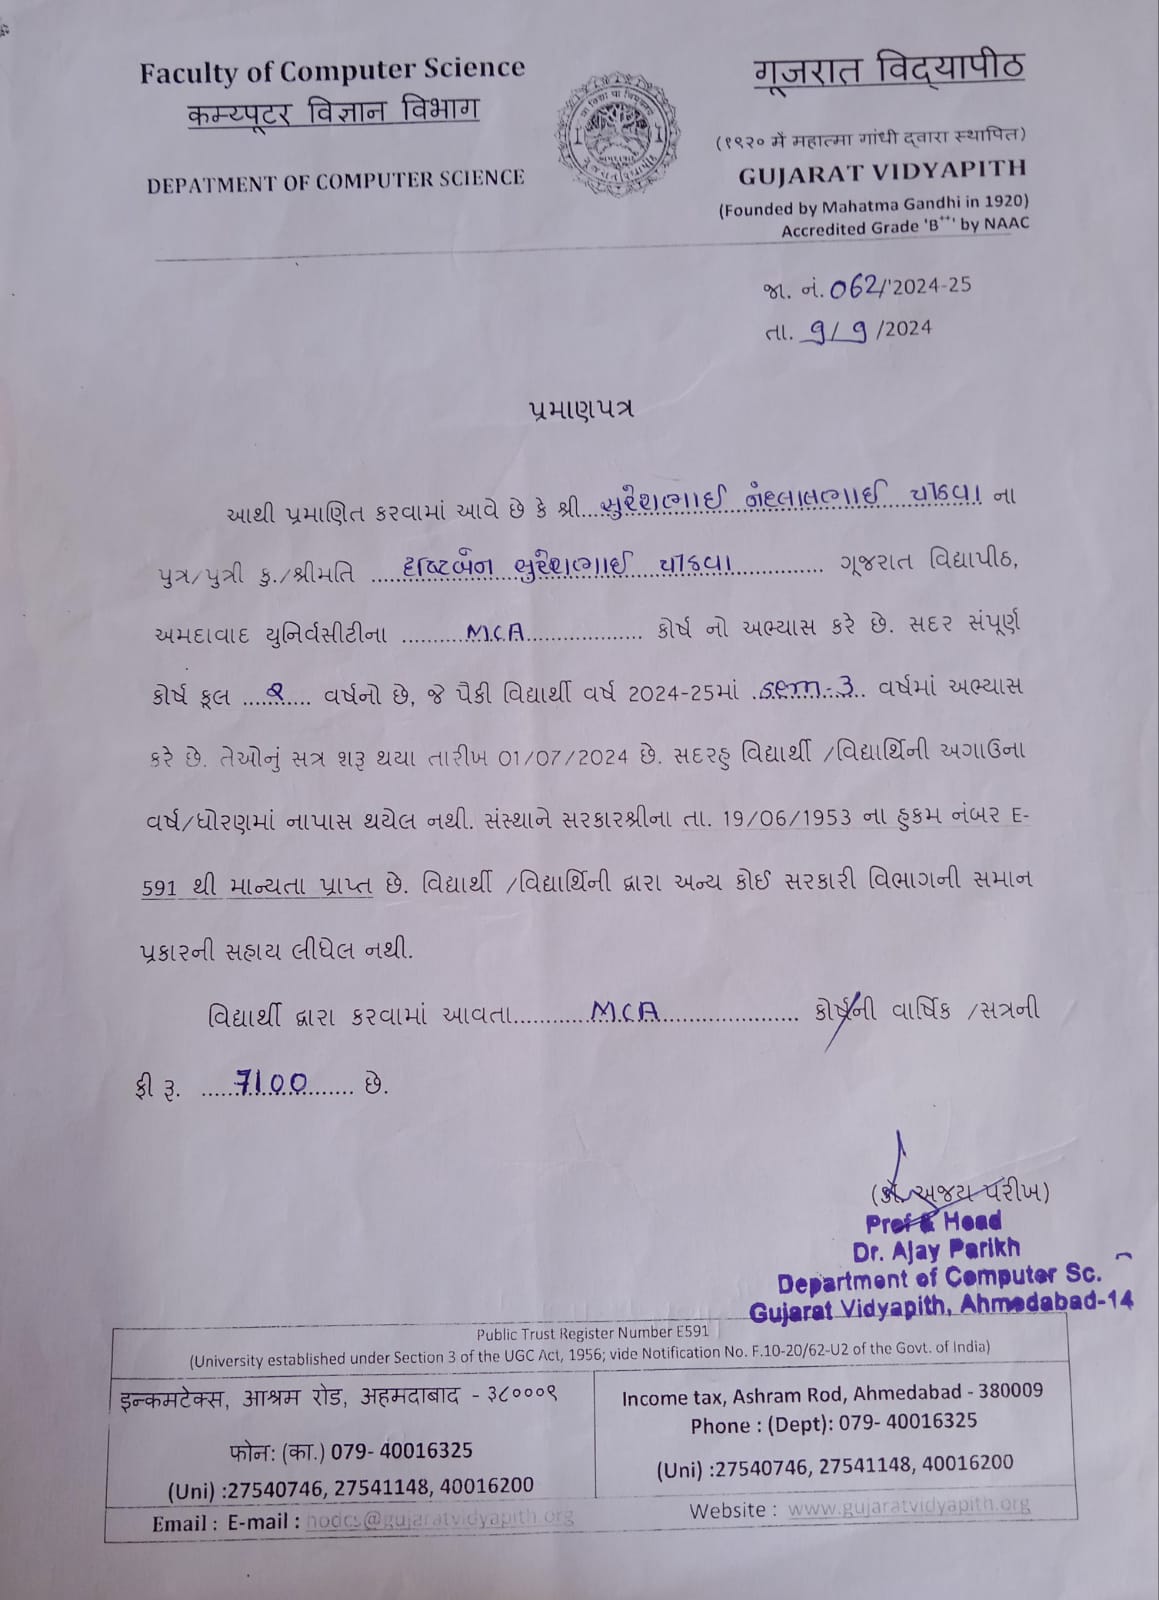 Faculty of Computer Science
कम्प्यूटर विज्ञान विभाग
DEPATMENT OF COMPUTER SCIENCE
गूजरात विद्‌यापीठ
(१९२० में महात्मा गांधी द्‌वारा स्थापित)
GUJARAT VIDYAPITH
(Founded by Mahatma Gandhi in 1920)
Accredited Grade 'B++' by NAAC
જા. નં. 062/'2024-25
તા. 9/9/2024
પ્રમાણપત્ર
આથી પ્રમાણિત કરવામાં આવે છે કે શ્રી...સુરેશભાઈ નંદલાલભાઈ ચાકવા ના
પુત્ર/પુત્રી કુ./શ્રીમતિ ...સુરેશભાઈ ચાકવા............ ગૂજરાત વિદ્યાપીઠ,
અમદાવાદ યુનિર્વસીટીના ..........M.C.A.................. કોર્ષ નો અભ્યાસ કરે છે. સદર સંપૂર્ણ
કોર્ષ કૂલ ....૨.... વર્ષનો છે, જે પૈકી વિદ્યાર્થી વર્ષ 2024-25માં .sem-3.. વર્ષમાં અભ્યાસ
કરે છે. તેઓનું સત્ર શરૂ થયા તારીખ 01/07/2024 છે. સદરહુ વિદ્યાર્થી /વિદ્યાર્થિની અગાઉના
વર્ષ/ધોરણમાં નાપાસ થયેલ નથી. સંસ્થાને સરકારશ્રીના તા. 19/06/1953 ના હુકમ નંબર E-
591 થી માન્યતા પ્રાપ્ત છે. વિદ્યાર્થી /વિદ્યાર્થિની દ્વારા અન્ય કોઈ સરકારી વિભાગની સમાન
પ્રકારની સહાય લીધેલ નથી.
વિદ્યાર્થી દ્વારા કરવામાં આવતા............M.C.A..................... કોર્ષની વાર્ષિક /સત્રની
ફી રૂ. ......7100....... છે.
(ડૉ. અજય પરીખ)
Prof & Head
Dr. Ajay Parikh
Department of Computer Sc.
Gujarat Vidyapith, Ahmedabad-14
Public Trust Register Number E591
(University established under Section 3 of the UGC Act, 1956; vide Notification No. F.10-20/62-U2 of the Govt. of India)
इन्कमटेक्स, आश्रम रोड, अहमदाबाद - ३८०००९
फोन: (का.) 079- 40016325
(Uni) :27540746, 27541148, 40016200
Email : E-mail : hodcs@gujaratvidyapith.org
Income tax, Ashram Rod, Ahmedabad - 380009
Phone : (Dept): 079- 40016325
(Uni) :27540746, 27541148, 40016200
Website : www.gujaratvidyapith.org